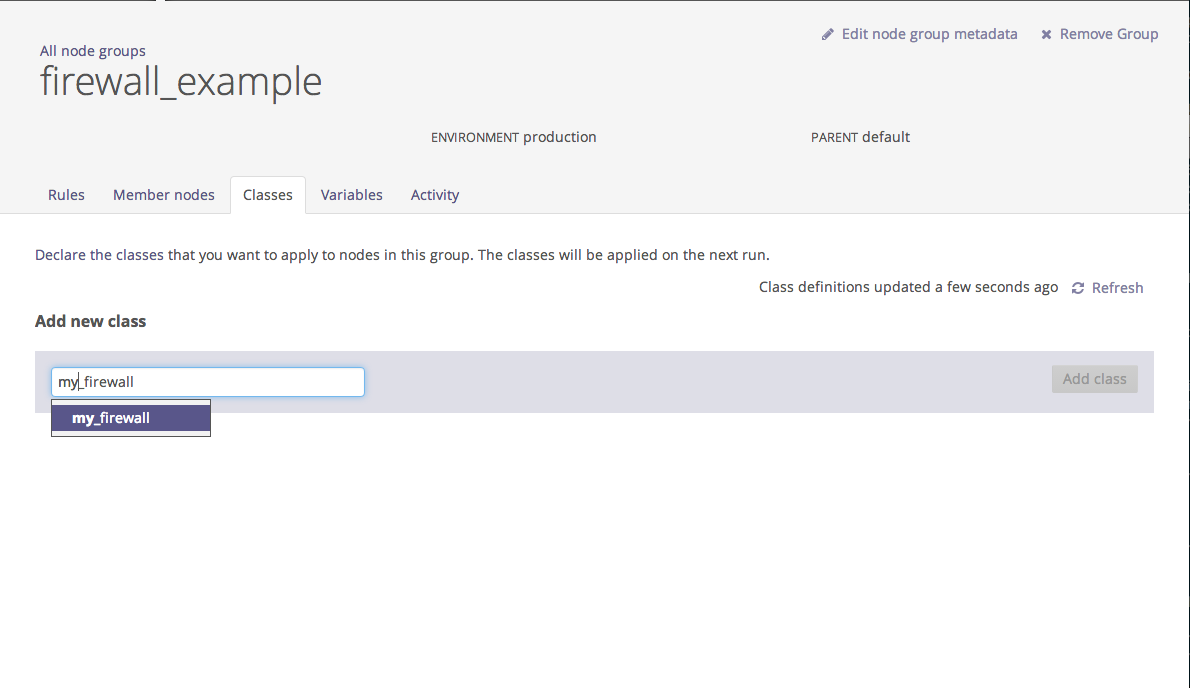 Edit node group metadata
Remove Group
All node groups
firewall_example
ENVIRONMENT production
PARENT default
Rules
Member nodes
Classes
Variables
Activity
Declare the classes that you want to apply to nodes in this group. The classes will be applied on the next run.
Class definitions updated a few seconds ago
Refresh
Add new class
my_firewall
Add class
my_firewall